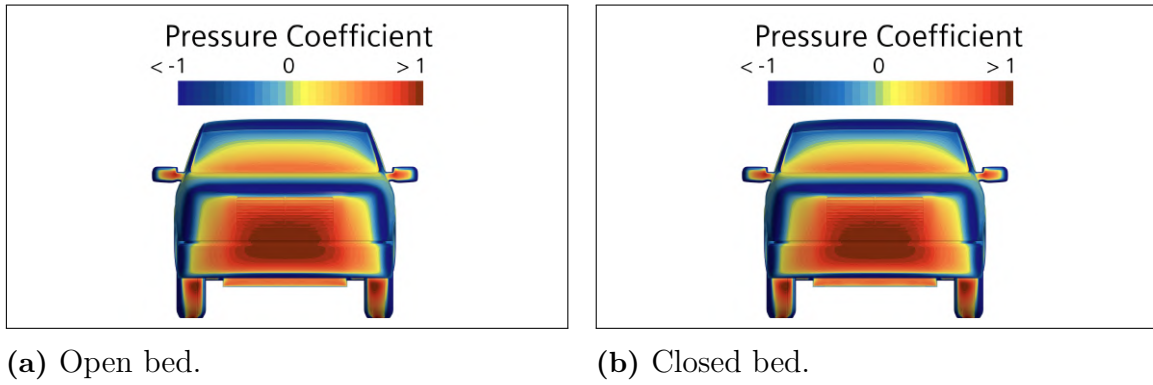 Pressure Coefficient
< -1 0 > 1
(a) Open bed.
Pressure Coefficient
< -1 0 > 1
(b) Closed bed.